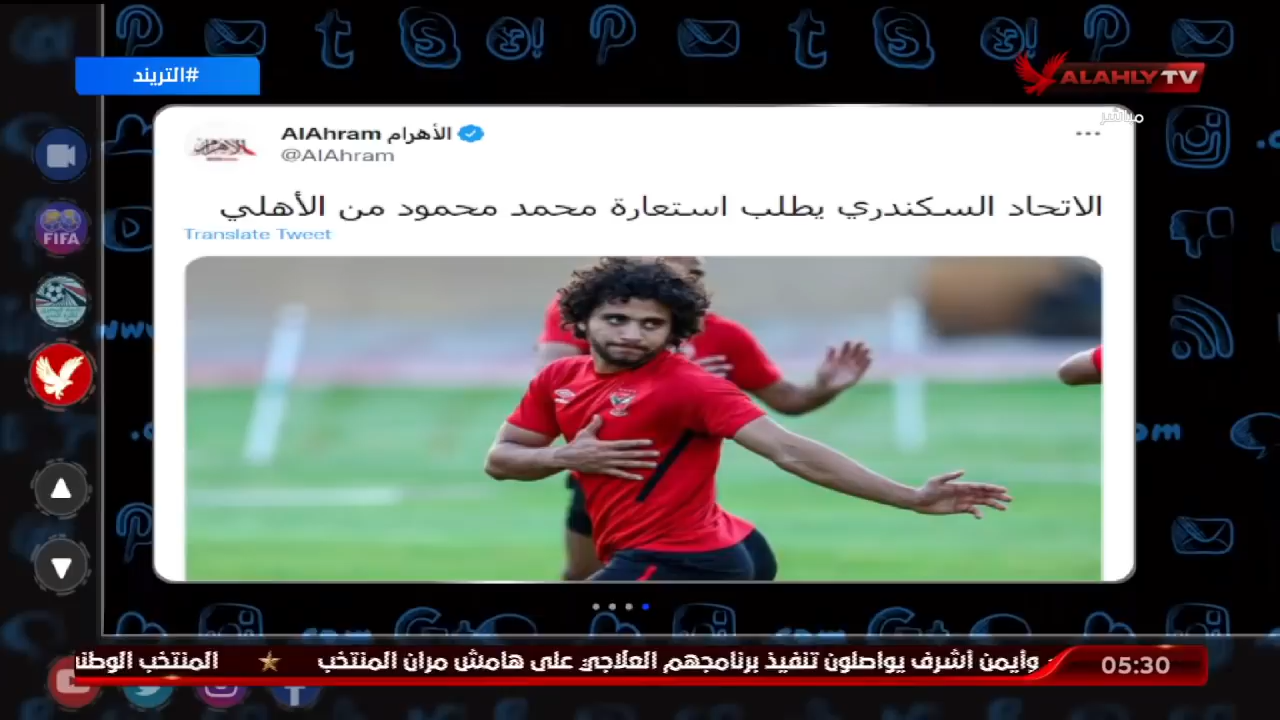 #التريند
ALAHLY TV
مباشر
AlAhram الأهرام
@AlAhram
الاتحاد السكندري يطلب استعارة محمد محمود من الأهلي
Translate Tweet
FIFA
وأيمن أشرف يواصلون تنفيذ برنامجهم العلاجي على هامش مران المنتخب
المنتخب
05:30